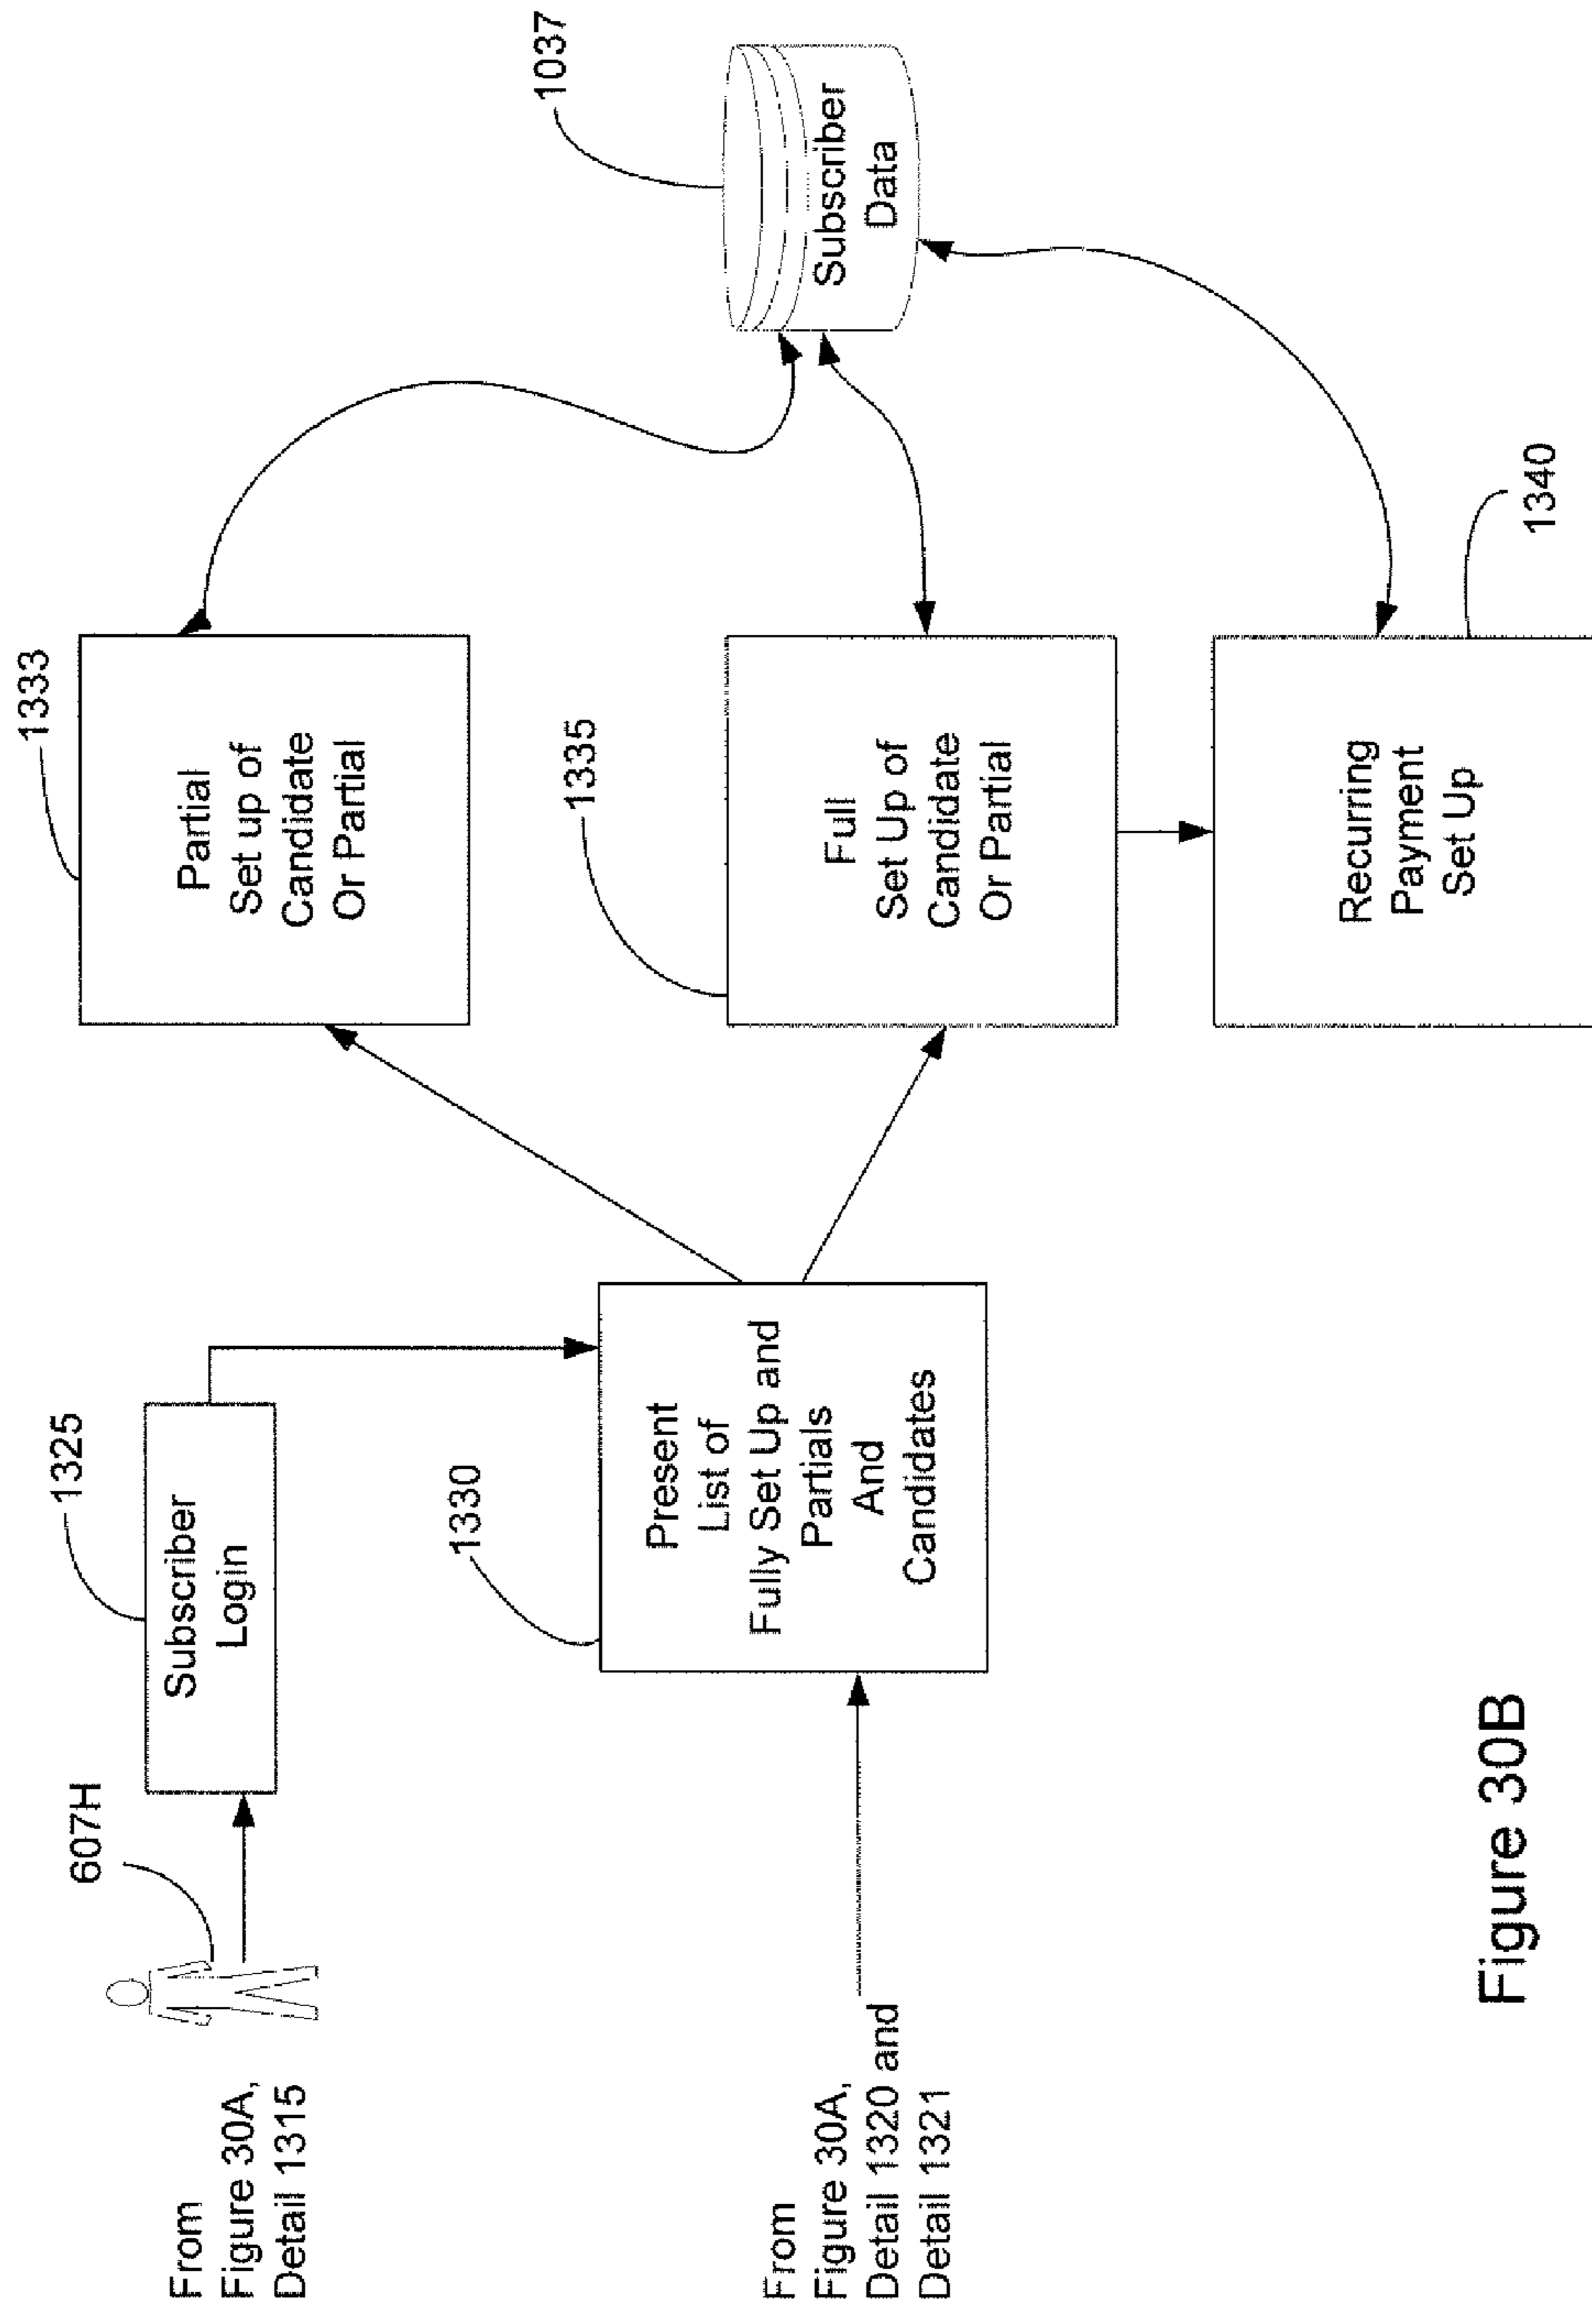 From
Figure 30A,
Detail 1315
607H
Subscriber
Login
1325
From
Figure 30A,
Detail 1320 and
Detail 1321
1330
Present
List of
Fully Set Up and
Partials
And
Candidates
1333
Partial
Set up of
Candidate
Or Partial
1335
Full
Set Up of
Candidate
Or Partial
Recurring
Payment
Set Up
1340
1037
Subscriber
Data
Figure 30B